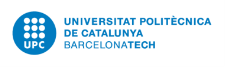 UNIVERSITAT POLITÈCNICA
DE CATALUNYA
BARCELONATECH
UPC